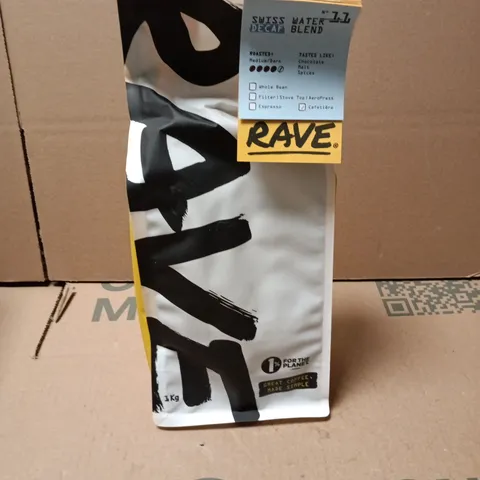 RAVE
SWISS WATER Nº 11
DECAF BLEND
ROASTED:
Medium/Dark
TASTES LIKE:
Chocolate
Malt
Spices
Whole Bean
Filter/Stove Top/AeroPress
Espresso
Cafetière
RAVE®
1% FOR THE
PLANET
GREAT COFFEE,
MADE SIMPLE
1Kg